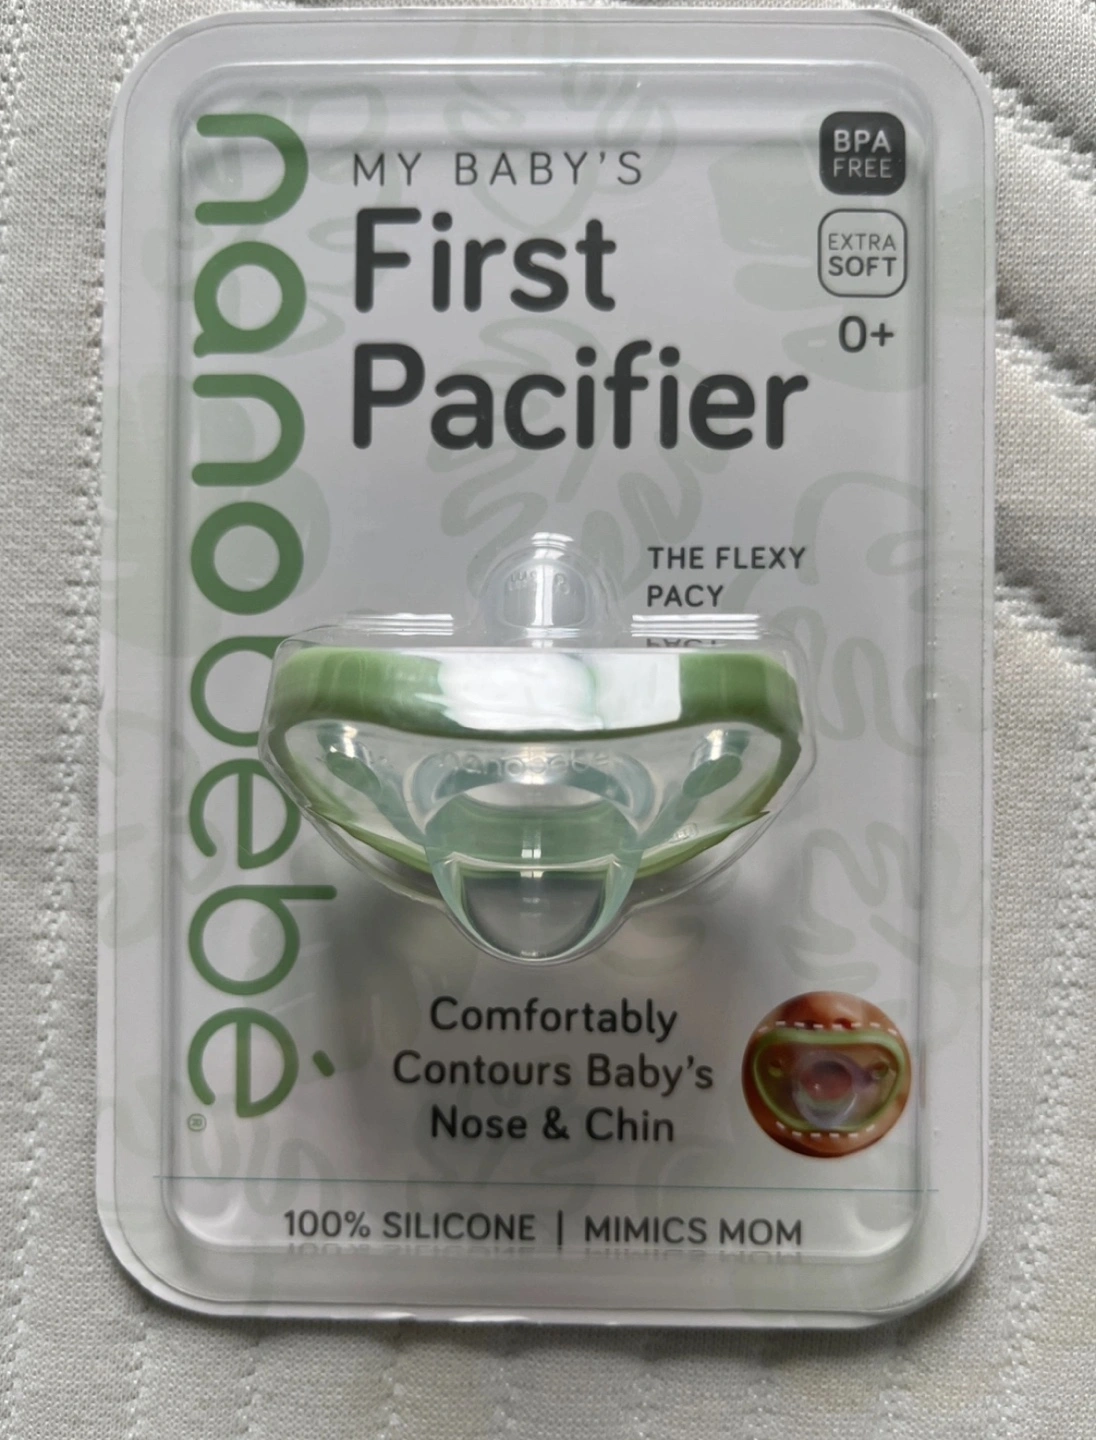 nanobebé®
MY BABY'S
First
Pacifier
BPA
FREE
EXTRA
SOFT
0+
THE FLEXY
PACY
nanobebe
Comfortably
Contours Baby's
Nose & Chin
100% SILICONE | MIMICS MOM